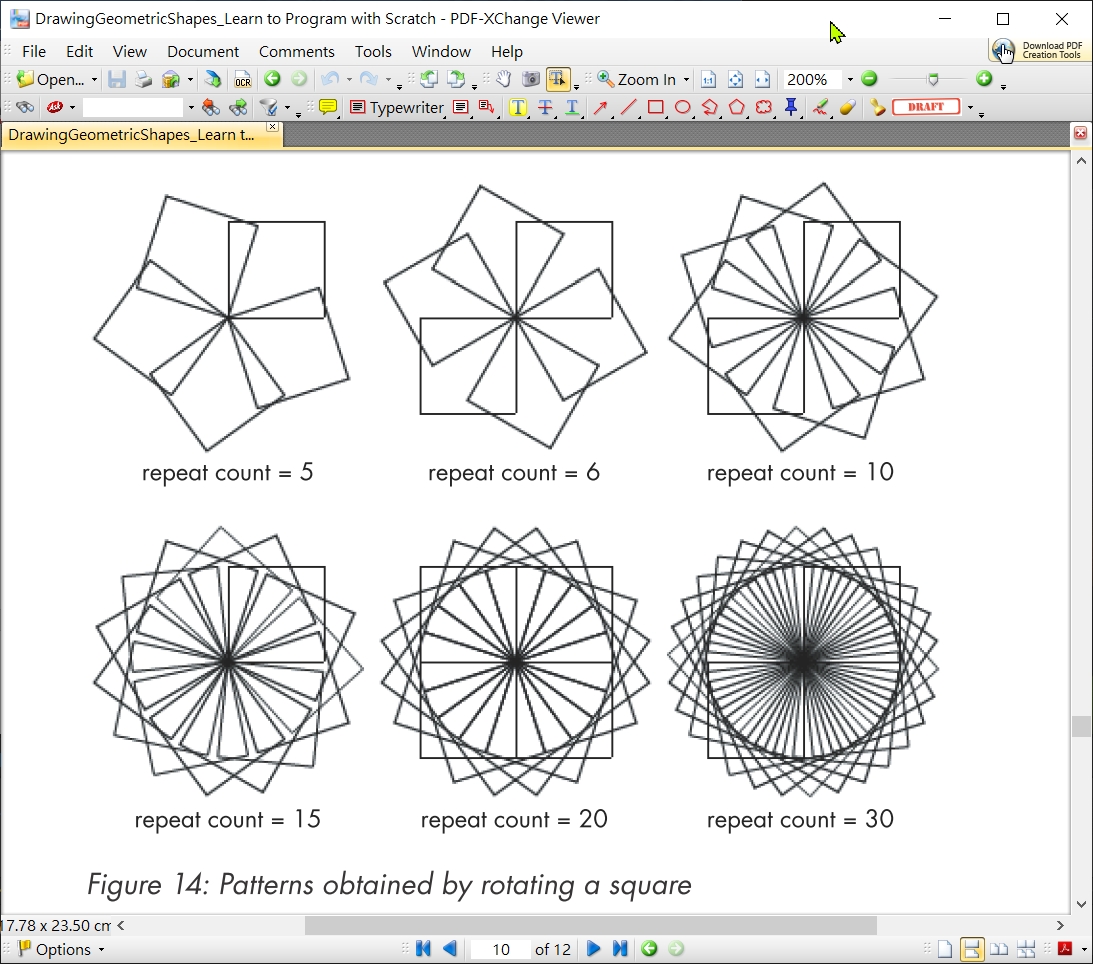 DrawingGeometricShapes_Learn to Program with Scratch - PDF-XChange Viewer
File Edit View Document Comments Tools Window Help
Download PDF
Creation Tools
Open... OCR Zoom In 200%
Typewriter T T T DRAFT
DrawingGeometricShapes_Learn t...
repeat count = 5 repeat count = 6 repeat count = 10
repeat count = 15 repeat count = 20 repeat count = 30
Figure 14: Patterns obtained by rotating a square
17.78 x 23.50 cm
Options 10 of 12